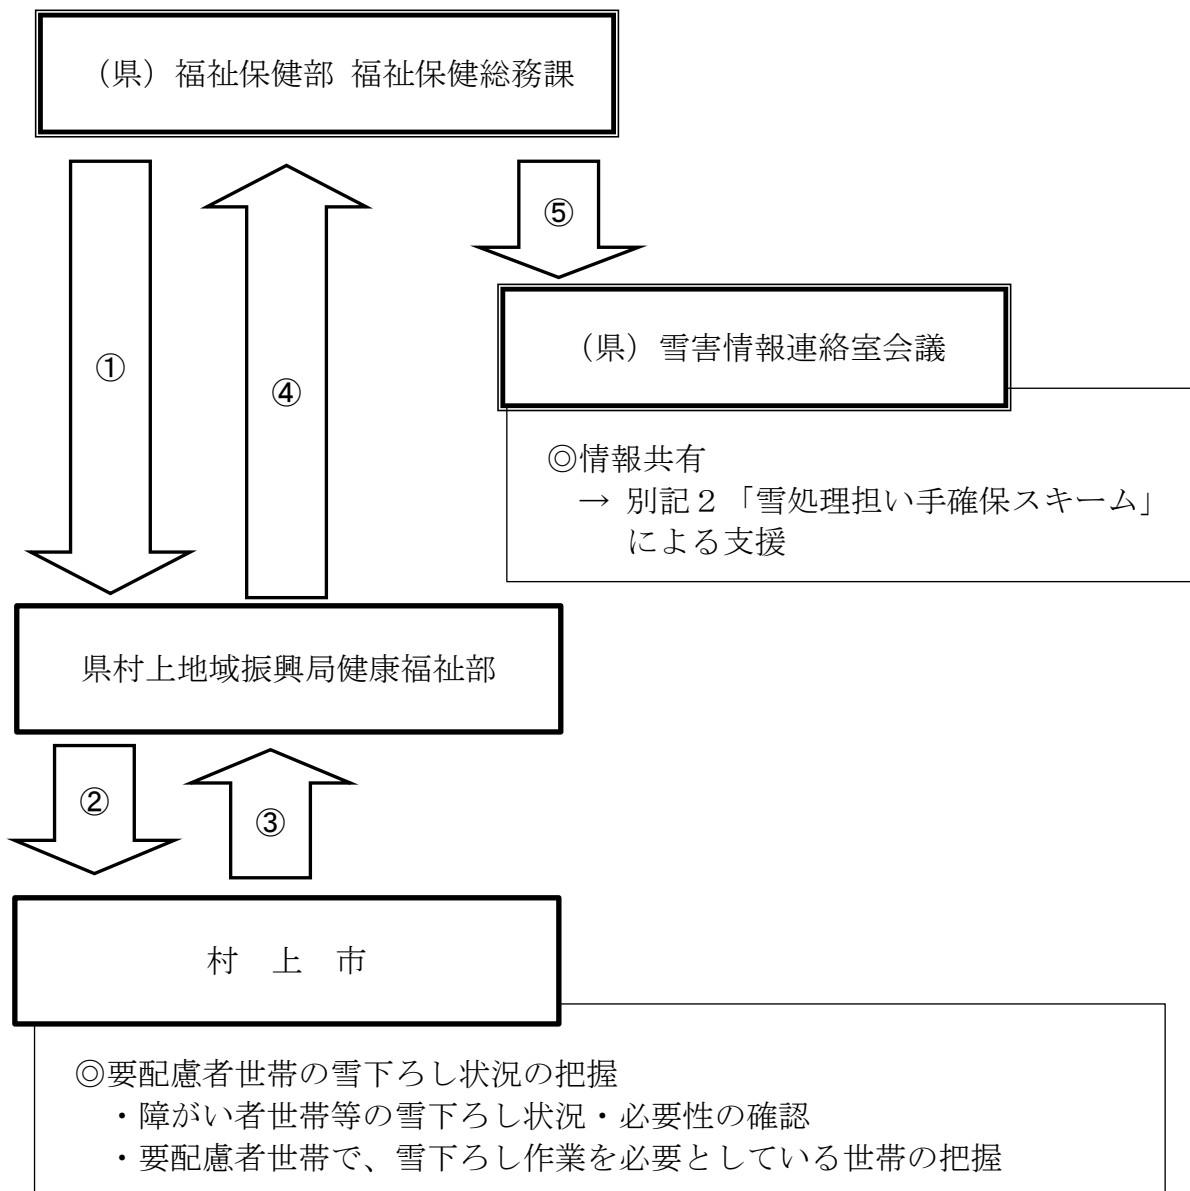 （県）福祉保健部 福祉保健総務課
⑤
（県）雪害情報連絡室会議
①
④
◎情報共有
→ 別記２「雪処理担い手確保スキーム」
による支援
県村上地域振興局健康福祉部
②
③
村　上　市
◎要配慮者世帯の雪下ろし状況の把握
・障がい者世帯等の雪下ろし状況・必要性の確認
・要配慮者世帯で、雪下ろし作業を必要としている世帯の把握